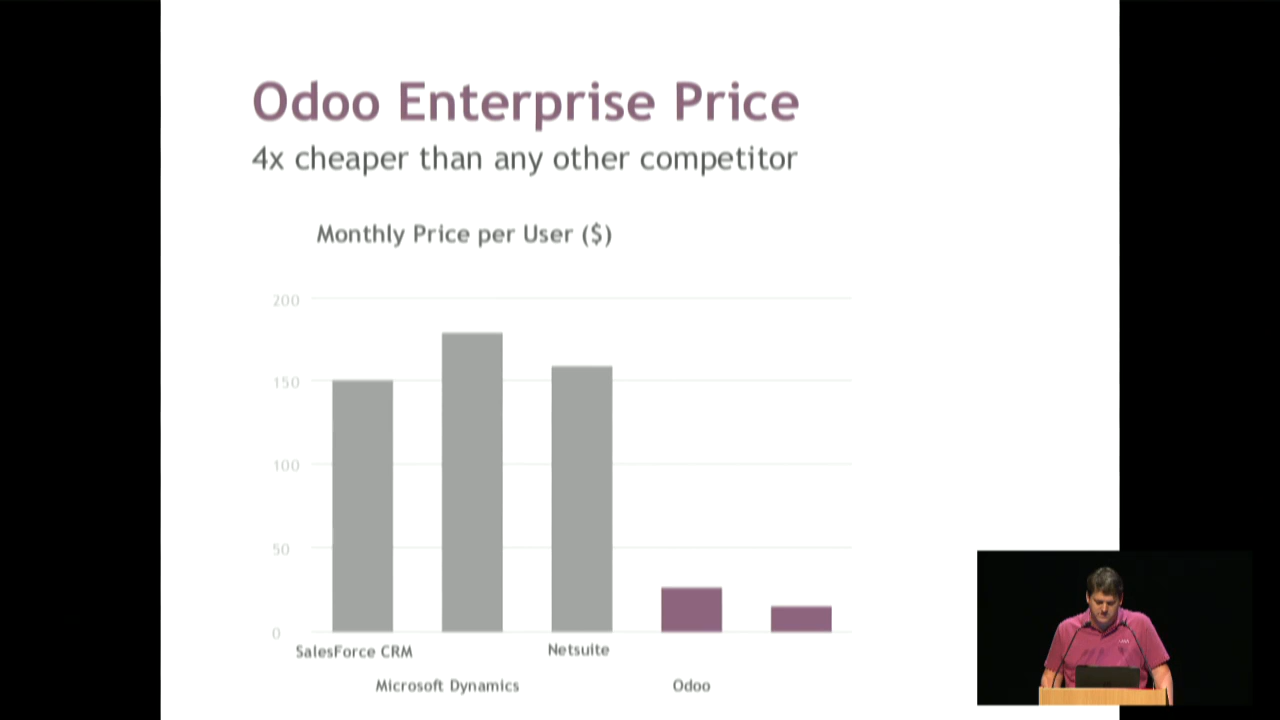 Odoo Enterprise Price
4x cheaper than any other competitor
Monthly Price per User ($)
200
150
100
50
0
SalesForce CRM
Netsuite
Microsoft Dynamics
Odoo